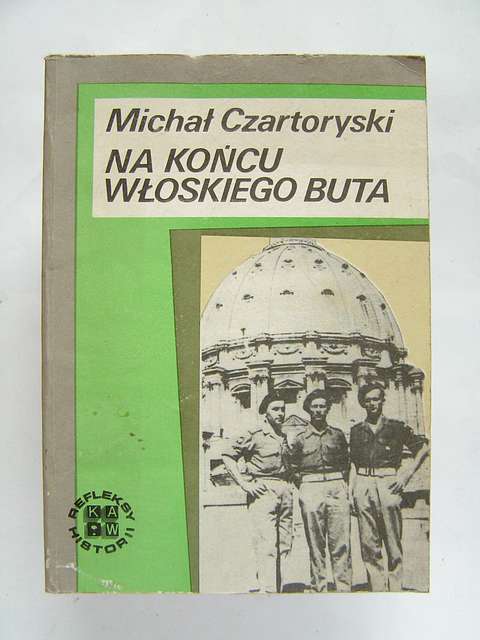 Michał Czartoryski
NA KOŃCU
WŁOSKIEGO BUTA
REFLEKSY
KAW
HISTORII